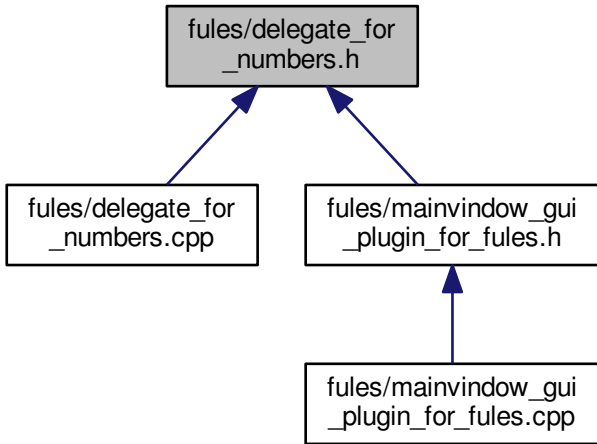 fules/delegate_for
_numbers.h
fules/delegate_for
_numbers.cpp
fules/mainvindow_gui
_plugin_for_fules.h
fules/mainvindow_gui
_plugin_for_fules.cpp